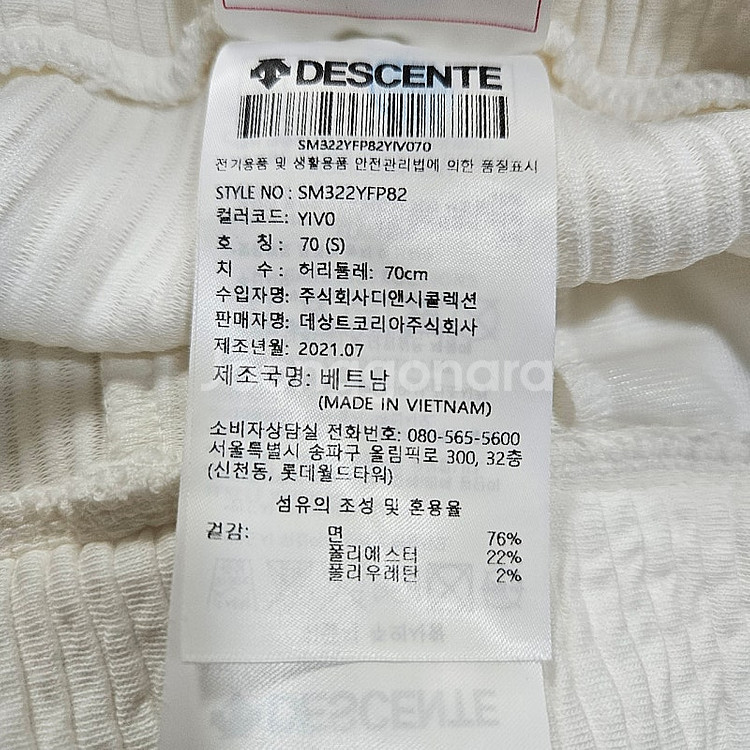 DESCENTE
SM322YFP82YIV070
전기용품 및 생활용품 안전관리법에 의한 품질표시
STYLE NO : SM322YFP82
컬러코드: YIV0
호 칭: 70 (S)
치 수: 허리둘레: 70cm
수입자명: 주식회사디앤시콜렉션
판매자명: 데상트코리아주식회사
제조년월: 2021.07
제조국명: 베트남
(MADE IN VIETNAM)
소비자상담실 전화번호: 080-565-5600
서울특별시 송파구 올림픽로 300, 32층
(신천동, 롯데월드타워)
섬유의 조성 및 혼용율
겉감: 면 76%
폴리에스터 22%
폴리우레탄 2%
DESCENTE